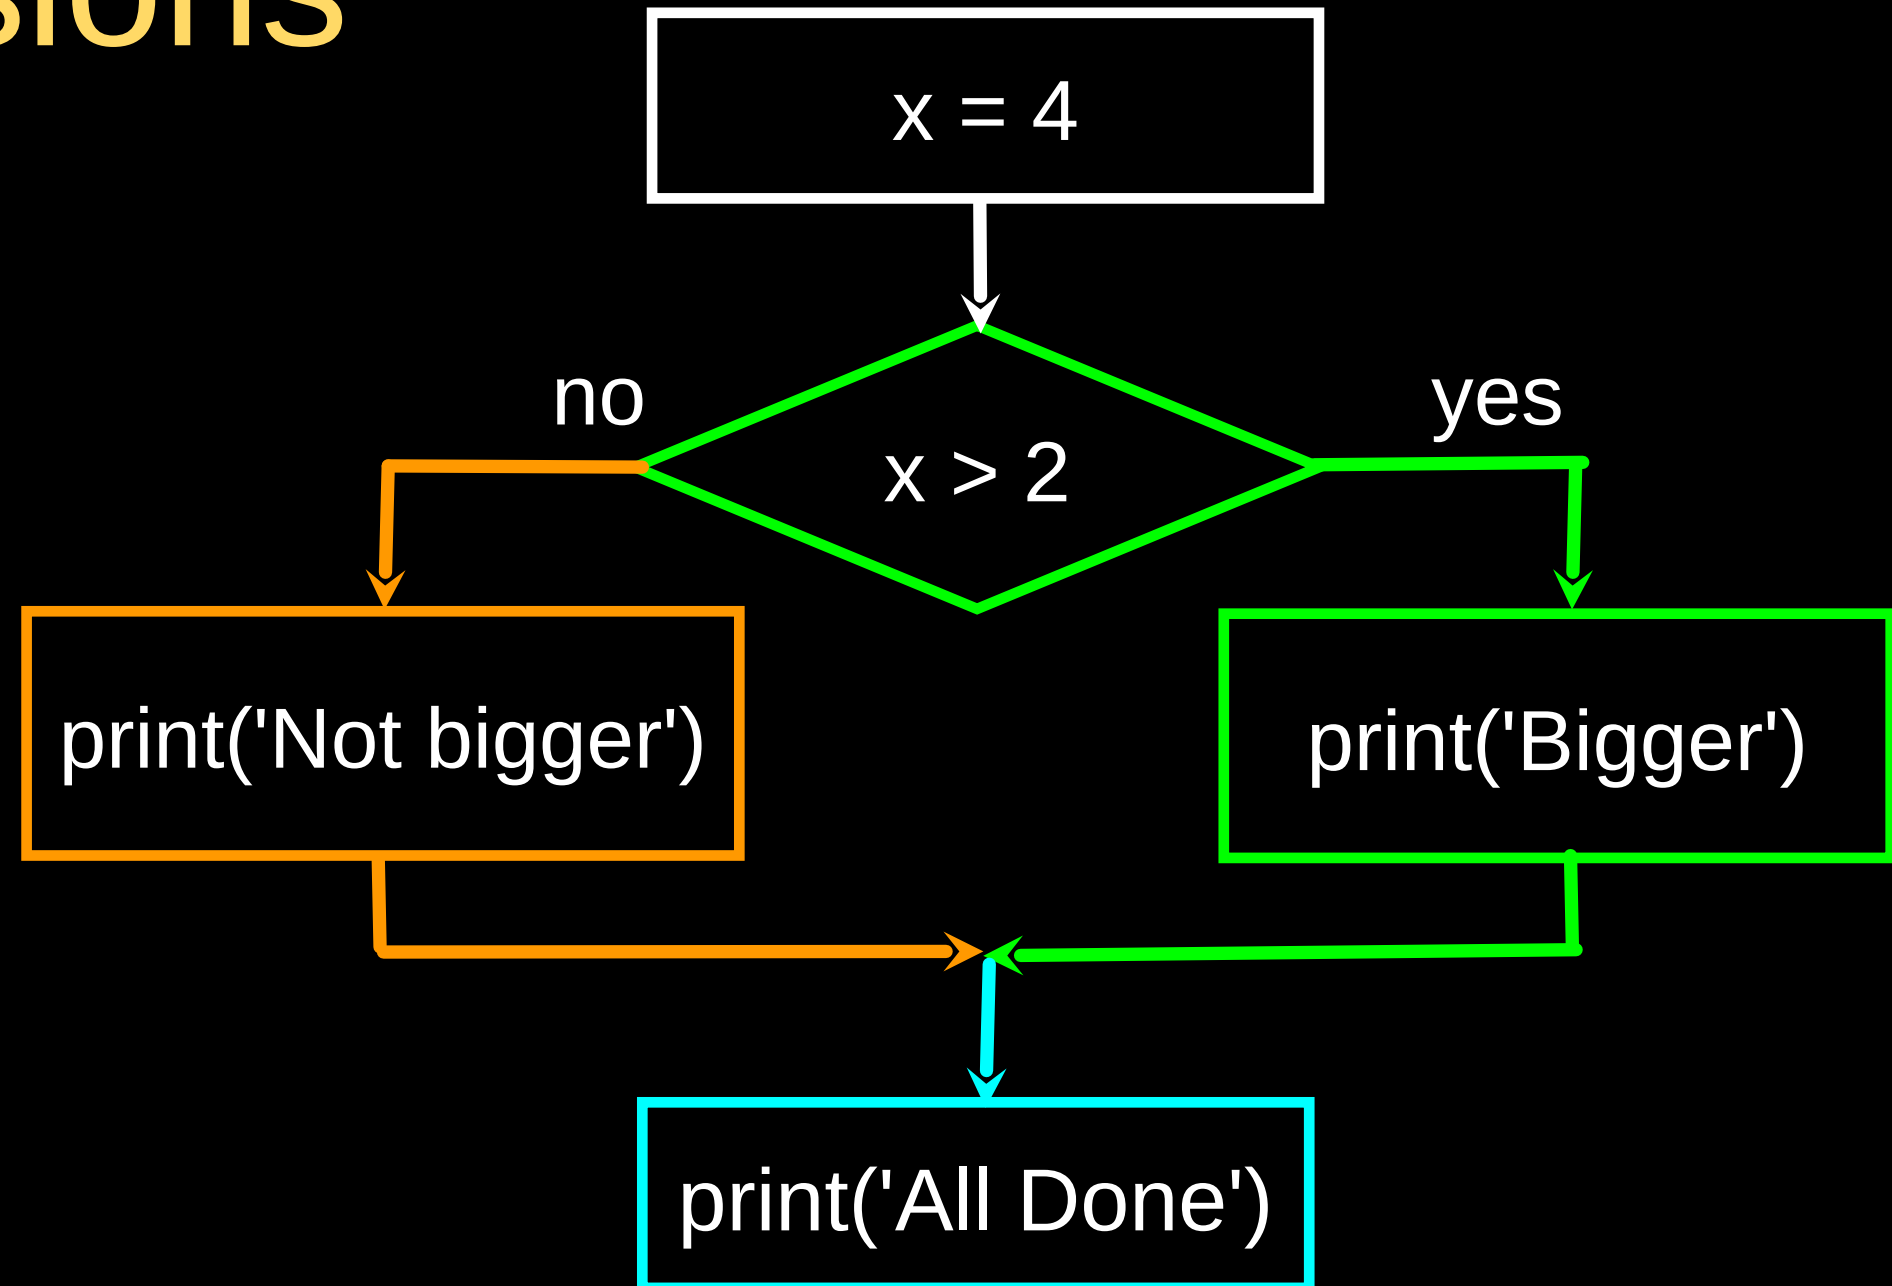 x = 4
no
yes
x > 2
print('Not bigger')
print('Bigger')
print('All Done')